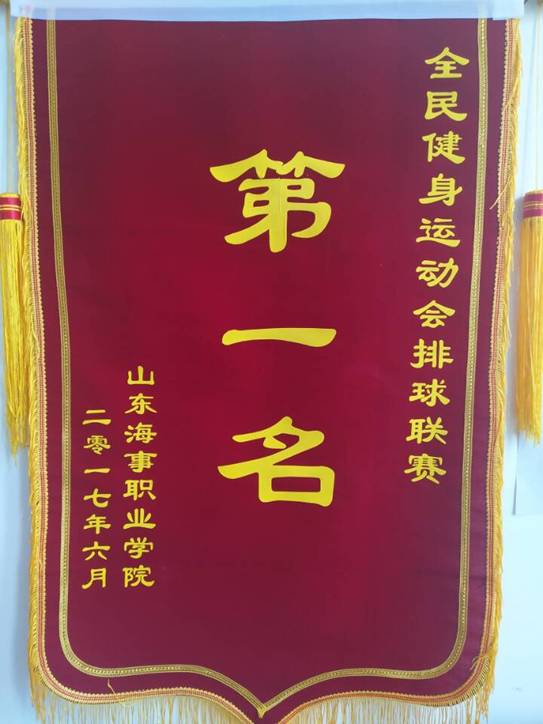 全民健身运动会排球联赛
第一名
山东海事职业学院
二零一七年六月